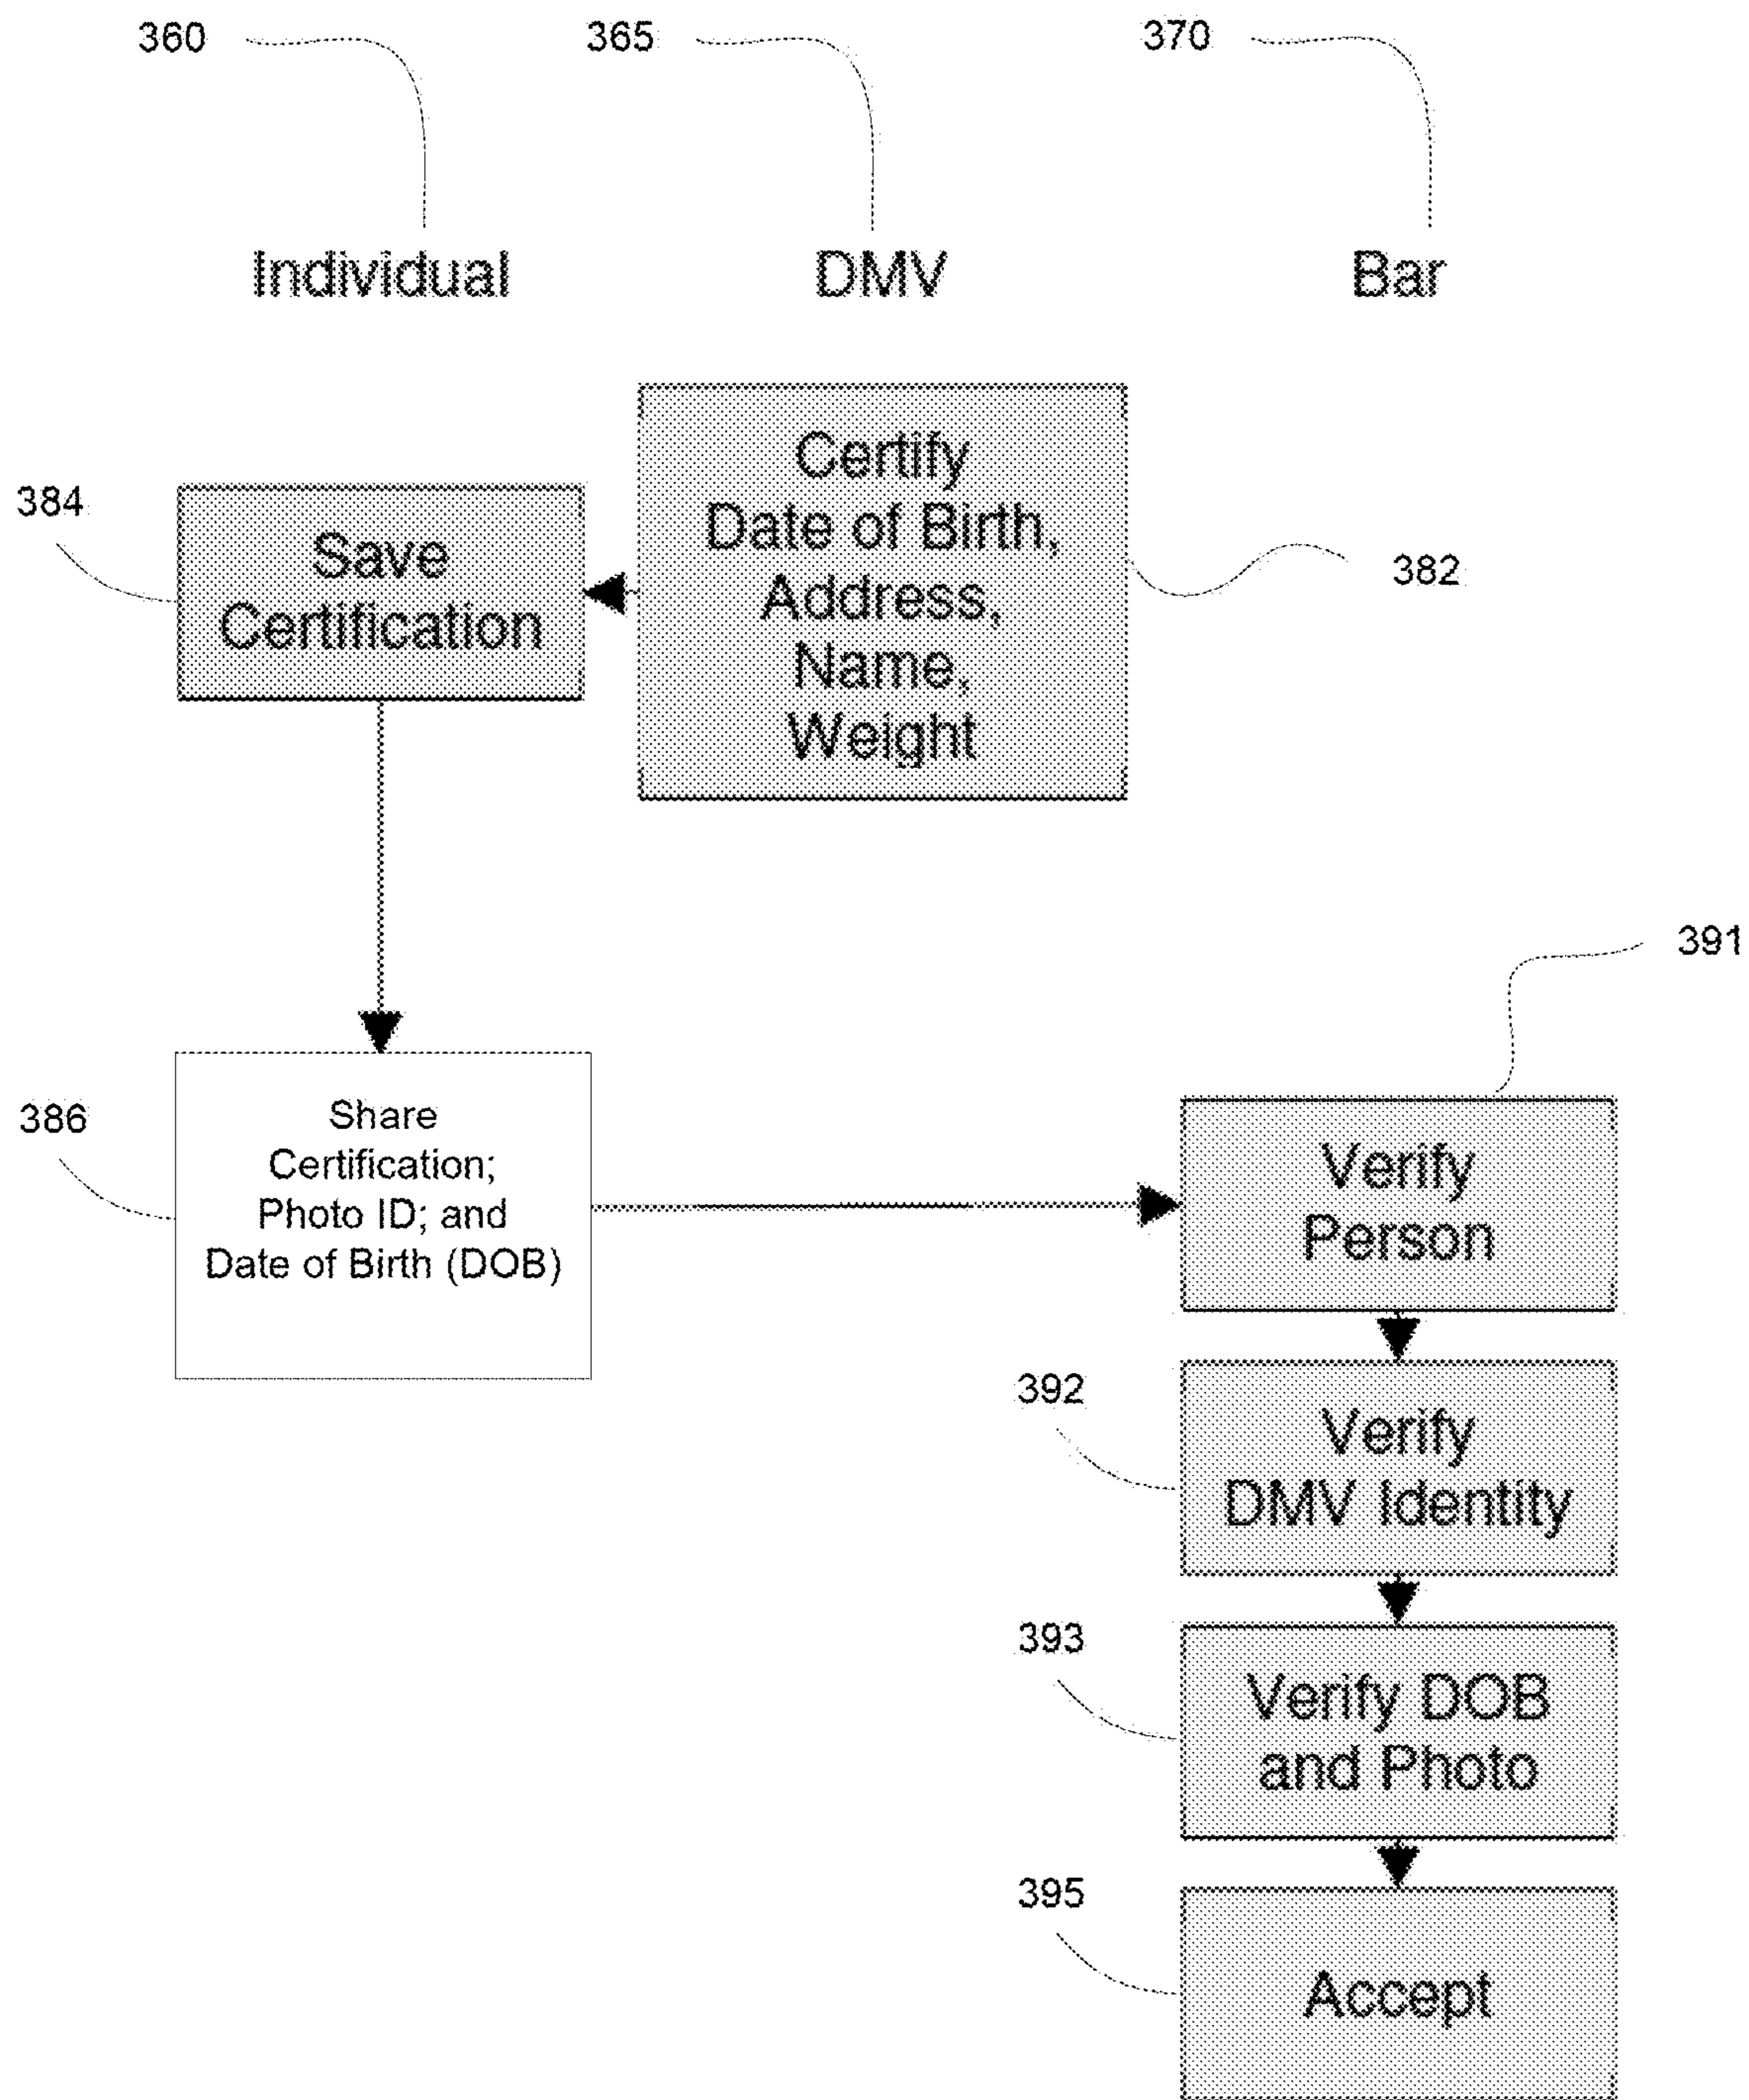 360
365
370
Individual
DMV
Bar
Certify
Date of Birth,
Address,
Name,
Weight
382
384
Save
Certification
391
386
Share
Certification;
Photo ID; and
Date of Birth (DOB)
Verify
Person
392
Verify
DMV Identity
393
Verify DOB
and Photo
395
Accept